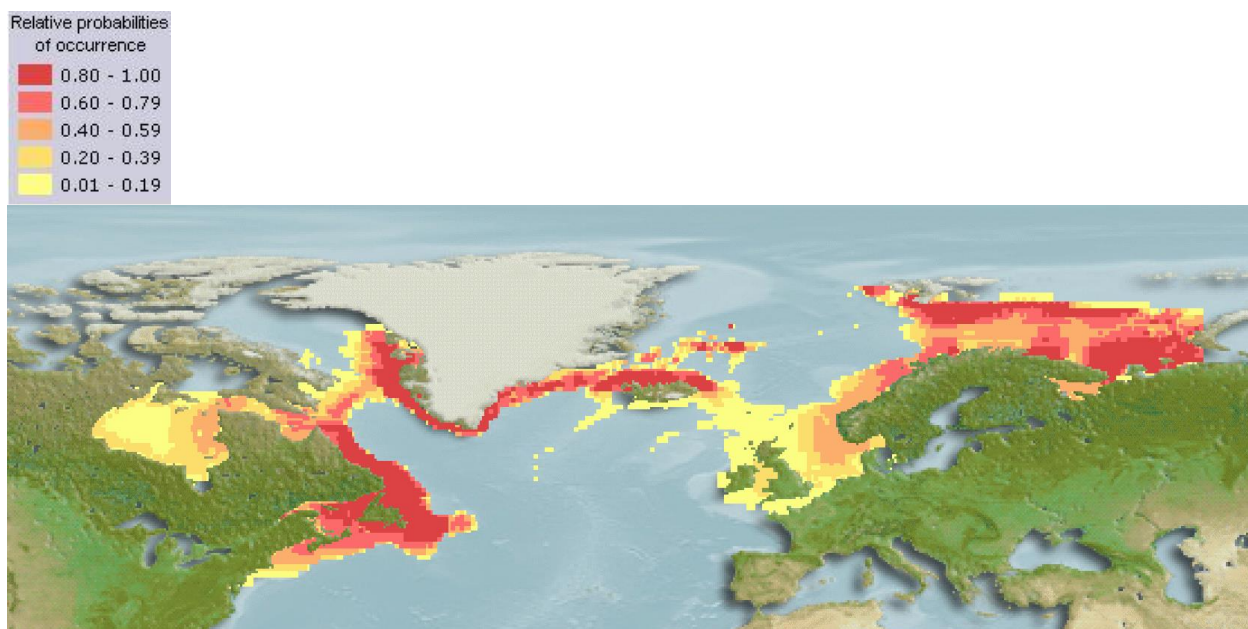 Relative probabilities
of occurrence
0.80 - 1.00
0.60 - 0.79
0.40 - 0.59
0.20 - 0.39
0.01 - 0.19